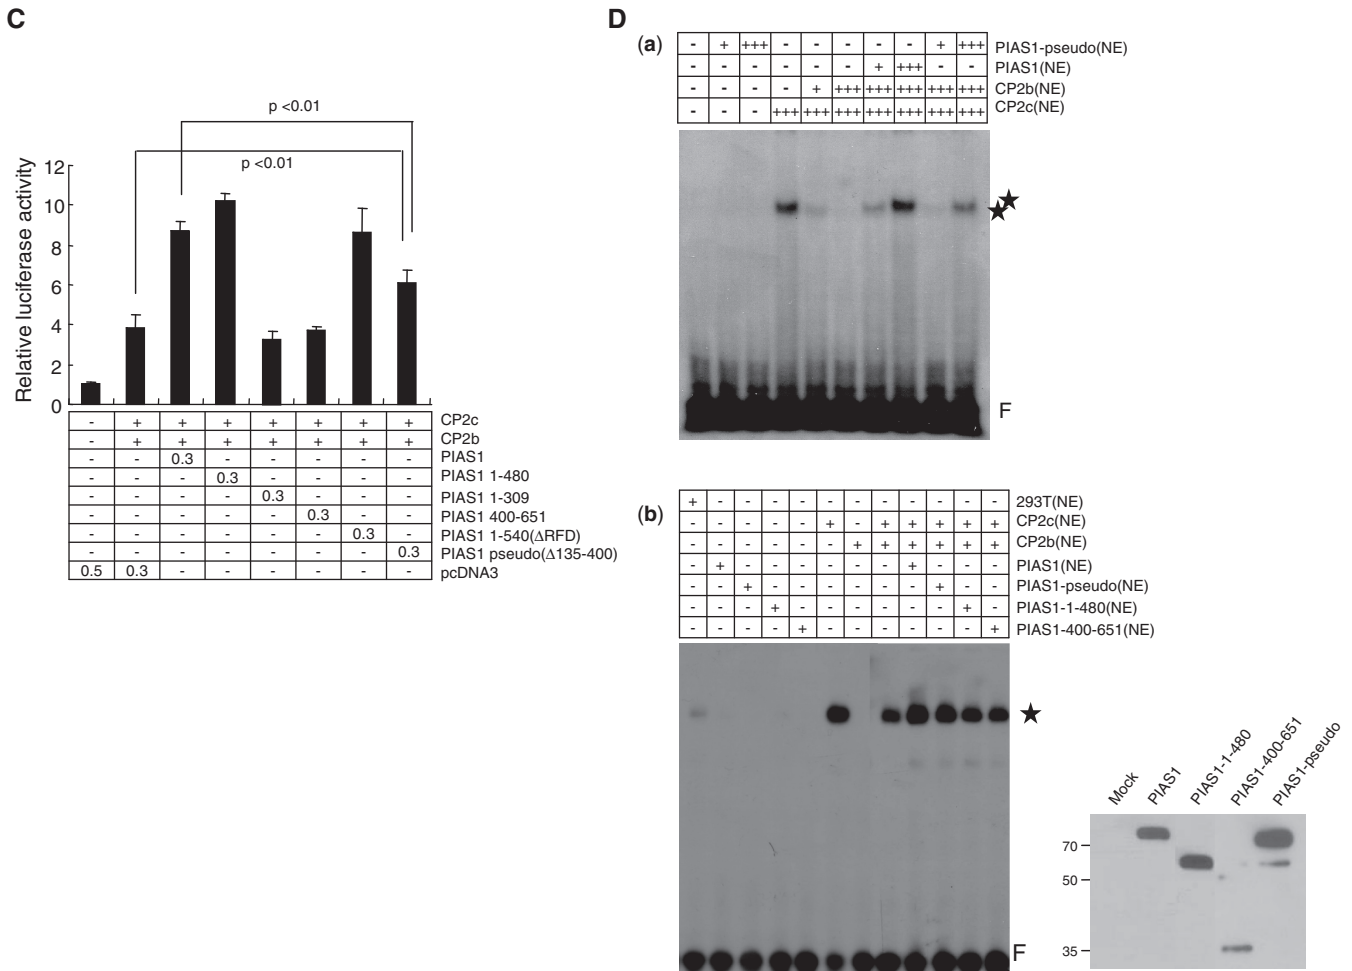 C
p <0.01
p <0.01
Relative luciferase activity
12
10
8
6
4
2
0
- + + + + + + + CP2c
- + + + + + + + CP2b
- - 0.3 - - - - - PIAS1
- - - 0.3 - - - - PIAS1 1-480
- - - - 0.3 - - - PIAS1 1-309
- - - - - 0.3 - - PIAS1 400-651
- - - - - - 0.3 - PIAS1 1-540(ΔRFD)
- - - - - - - 0.3 PIAS1 pseudo(Δ135-400)
0.5 0.3 - - - - - - pcDNA3
D
(a)
- + +++ - - - - - + +++ PIAS1-pseudo(NE)
- - - - - - + +++ - - PIAS1(NE)
- - - - + +++ +++ +++ +++ +++ CP2b(NE)
- - - +++ +++ +++ +++ +++ +++ +++ CP2c(NE)
F
(b)
+ - - - - - - - - - - - 293T(NE)
- - - - - + - + + + + + CP2c(NE)
- - - - - - + + + + + + CP2b(NE)
- + - - - - - - + - - - PIAS1(NE)
- - + - - - - - - + - - PIAS1-pseudo(NE)
- - - + - - - - - - + - PIAS1-1-480(NE)
- - - - + - - - - - - + PIAS1-400-651(NE)
F
Mock
PIAS1
PIAS1-1-480
PIAS1-400-651
PIAS1-pseudo
70
50
35